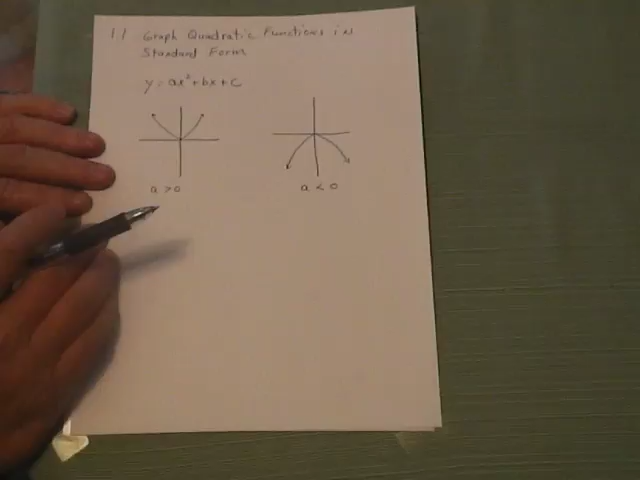 1.1 Graph Quadratic Functions in
Standard Form
y = ax² + bx + c
a > 0
a < 0